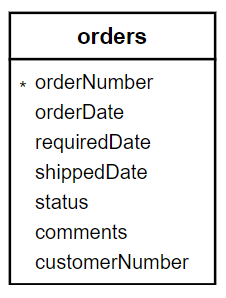 orders
* orderNumber
orderDate
requiredDate
shippedDate
status
comments
customerNumber